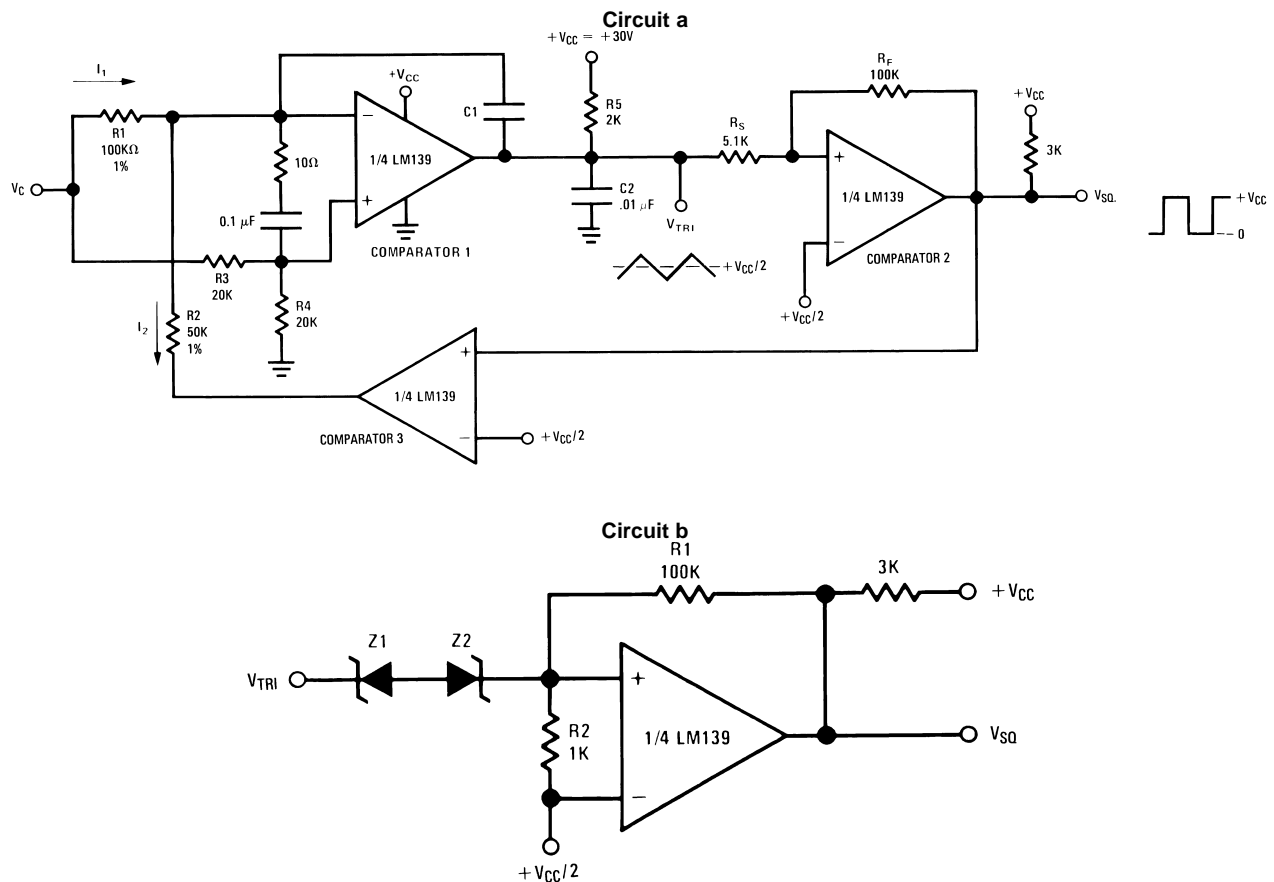 Circuit a
+VCC = +30V
I1
+VCC
RF
100K
+VCC
R1
100KΩ
1%
C1
R5
2K
RS
5.1K
3K
10Ω
1/4 LM139
VC
C2
.01 μF
1/4 LM139
VSQ.
+VCC
0.1 μF
VTRI
0
COMPARATOR 1
COMPARATOR 2
+VCC/2
R3
20K
R4
20K
+VCC/2
I2
R2
50K
1%
1/4 LM139
COMPARATOR 3
+VCC/2
Circuit b
R1
100K
3K
+VCC
Z1
Z2
VTRI
+
R2
1K
1/4 LM139
VSQ
−
+VCC/2